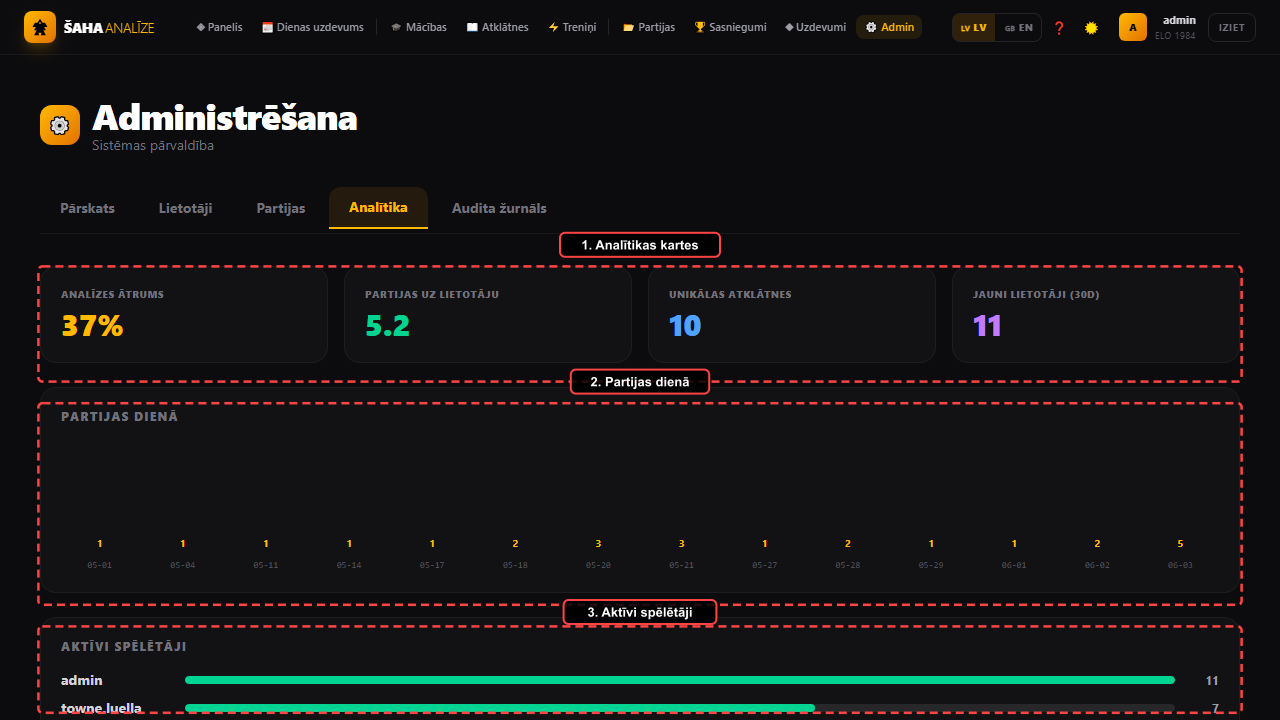 ŠAHA ANALĪZE Panelis Dienas uzdevums Mācības Atklātnes Treniņi Partijas Sasniegumi Uzdevumi Admin LV LV GB EN A admin ELO 1984 IZIET
Administrēšana
Sistēmas pārvaldība
Pārskats Lietotāji Partijas Analītika Audita žurnāls
1. Analītikas kartes
ANALĪZES ĀTRUMS PARTIJAS UZ LIETOTĀJU UNIKĀLAS ATKLĀTNES JAUNI LIETOTĀJI (30D)
37% 5.2 10 11
2. Partijas dienā
PARTIJAS DIENĀ
1 1 1 1 1 2 3 3 1 2 1 1 2 5
05-01 05-04 05-11 05-14 05-17 05-18 05-20 05-21 05-27 05-28 05-29 06-01 06-02 06-03
3. Aktīvi spēlētāji
AKTĪVI SPĒLĒTĀJI
admin 11
towne.luella 7